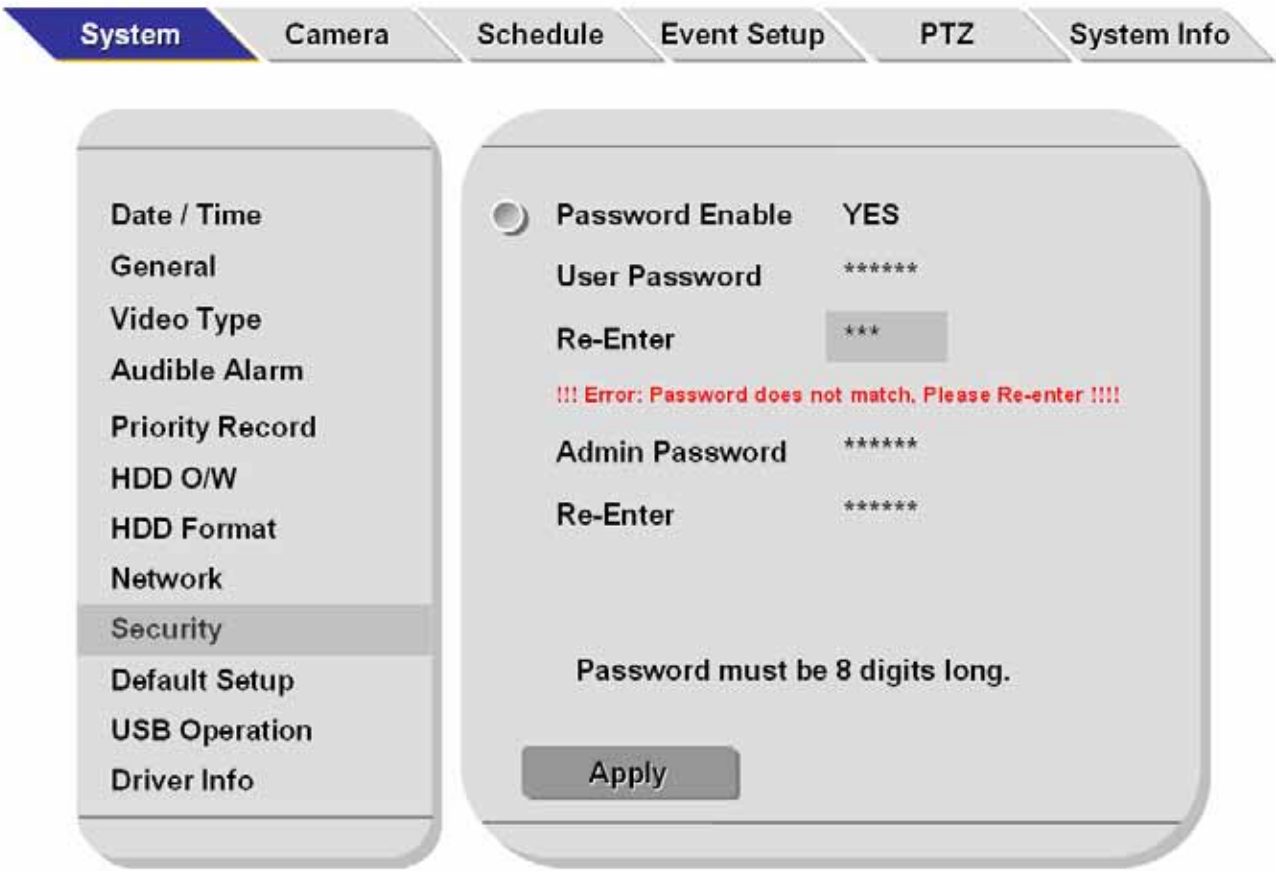 System Camera Schedule Event Setup PTZ System Info
Date / Time
General
Video Type
Audible Alarm
Priority Record
HDD O/W
HDD Format
Network
Security
Default Setup
USB Operation
Driver Info
Password Enable YES
User Password ******
Re-Enter ***
!!! Error: Password does not match, Please Re-enter !!!!
Admin Password ******
Re-Enter ******
Password must be 8 digits long.
Apply